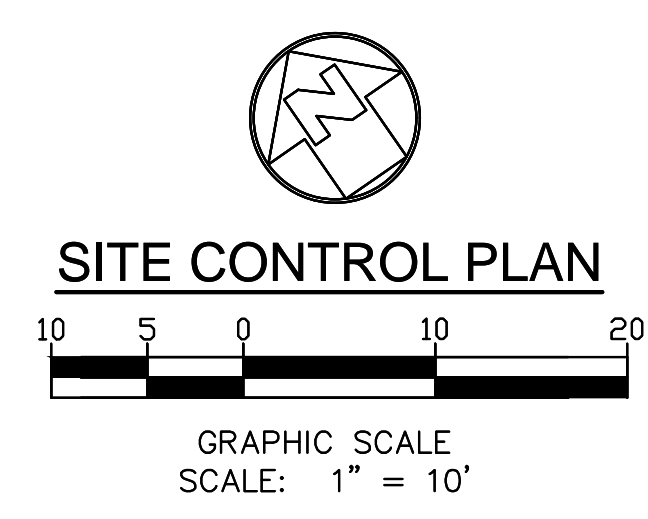 N
SITE CONTROL PLAN
10 5 0 10 20
GRAPHIC SCALE
SCALE: 1" = 10'